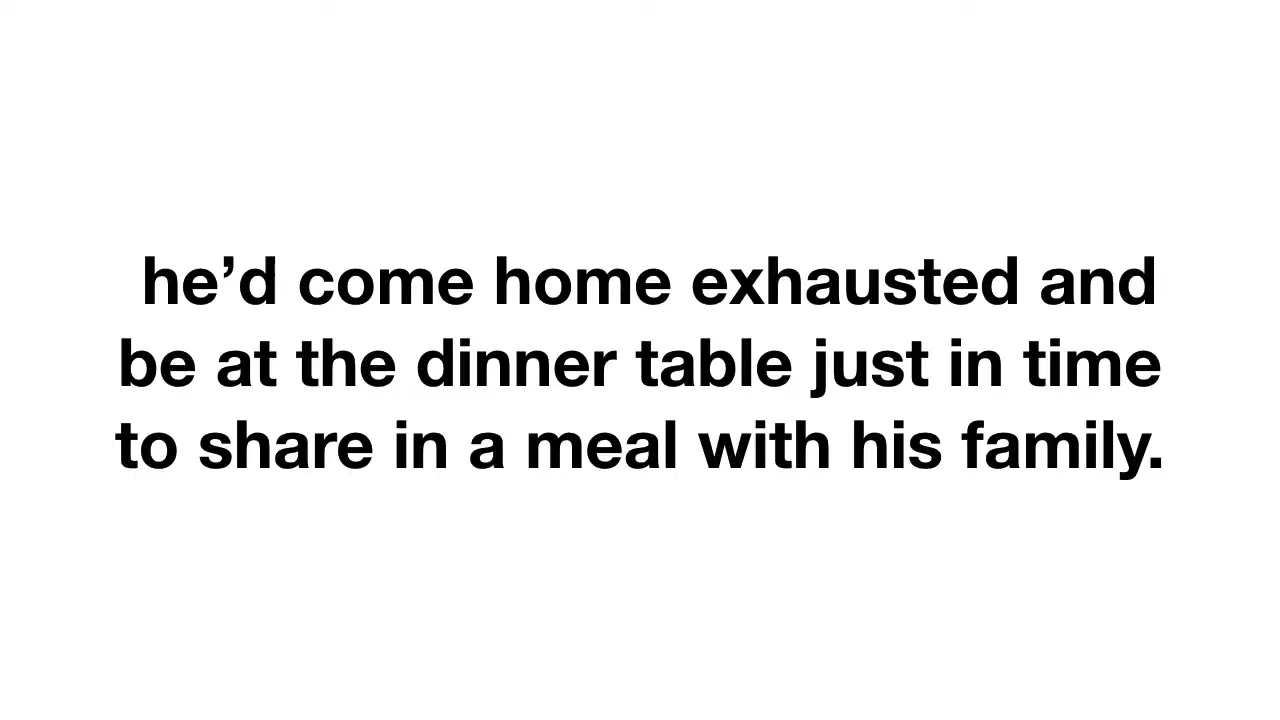 he’d come home exhausted and
be at the dinner table just in time
to share in a meal with his family.